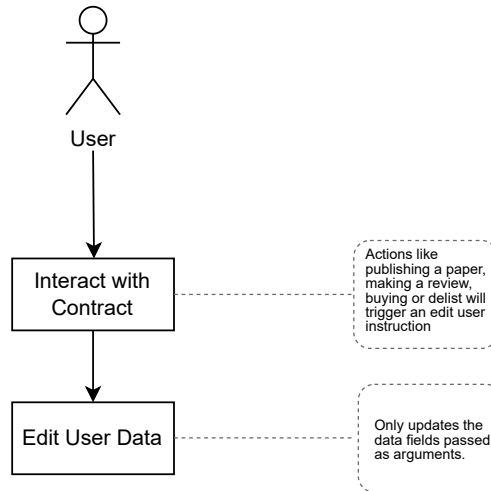 User
Interact with
Contract
Actions like
publishing a paper,
making a review,
buying or delist will
trigger an edit user
instruction
Edit User Data
Only updates the
data fields passed
as arguments.